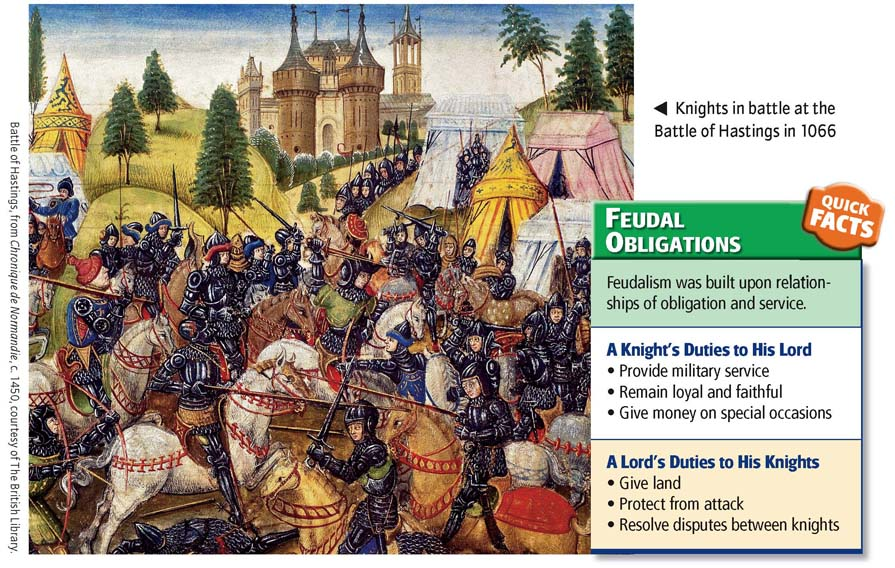 ◄ Knights in battle at the
Battle of Hastings in 1066
Battle of Hastings, from Chronique de Normandie, c. 1450, courtesy of The British Library.
QUICK
FACTS
FEUDAL
OBLIGATIONS
Feudalism was built upon relation-
ships of obligation and service.
A Knight's Duties to His Lord
• Provide military service
• Remain loyal and faithful
• Give money on special occasions
A Lord's Duties to His Knights
• Give land
• Protect from attack
• Resolve disputes between knights